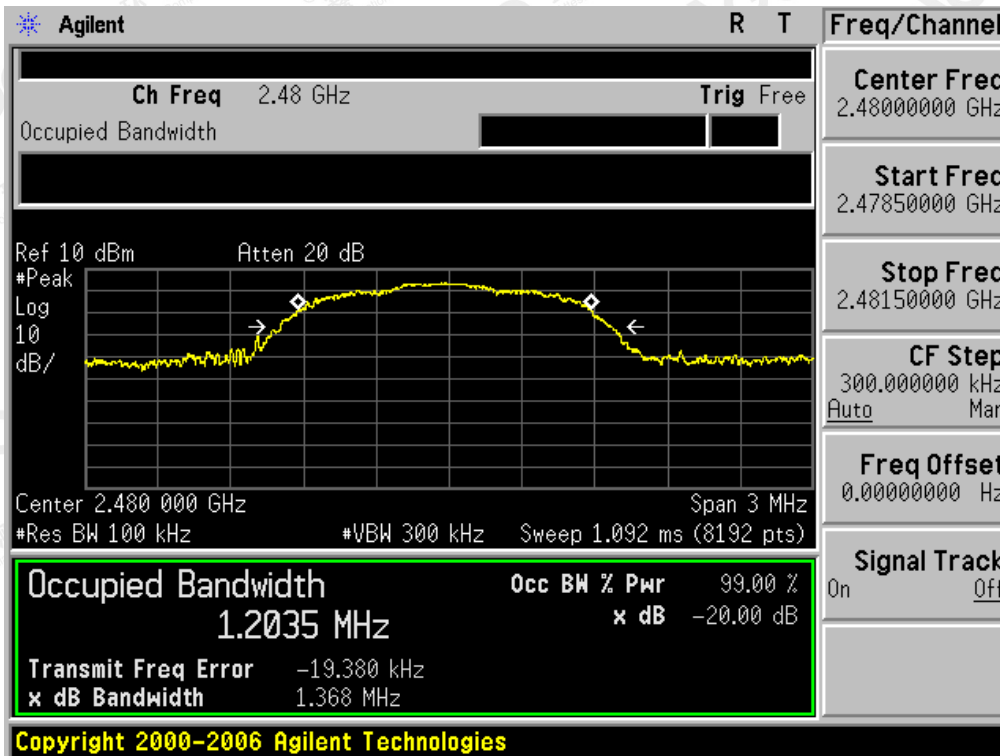 Agilent R T Freq/Channel
Ch Freq 2.48 GHz Trig Free
Occupied Bandwidth
Center Freq
2.48000000 GHz
Start Freq
2.47850000 GHz
Stop Freq
2.48150000 GHz
CF Step
300.000000 kHz
Auto Man
Freq Offset
0.00000000 Hz
Signal Track
On Off
Ref 10 dBm Atten 20 dB
#Peak
Log
10
dB/
Center 2.480 000 GHz Span 3 MHz
#Res BW 100 kHz #VBW 300 kHz Sweep 1.092 ms (8192 pts)
Occupied Bandwidth Occ BW % Pwr 99.00 %
1.2035 MHz x dB -20.00 dB
Transmit Freq Error -19.380 kHz
x dB Bandwidth 1.368 MHz
Copyright 2000-2006 Agilent Technologies